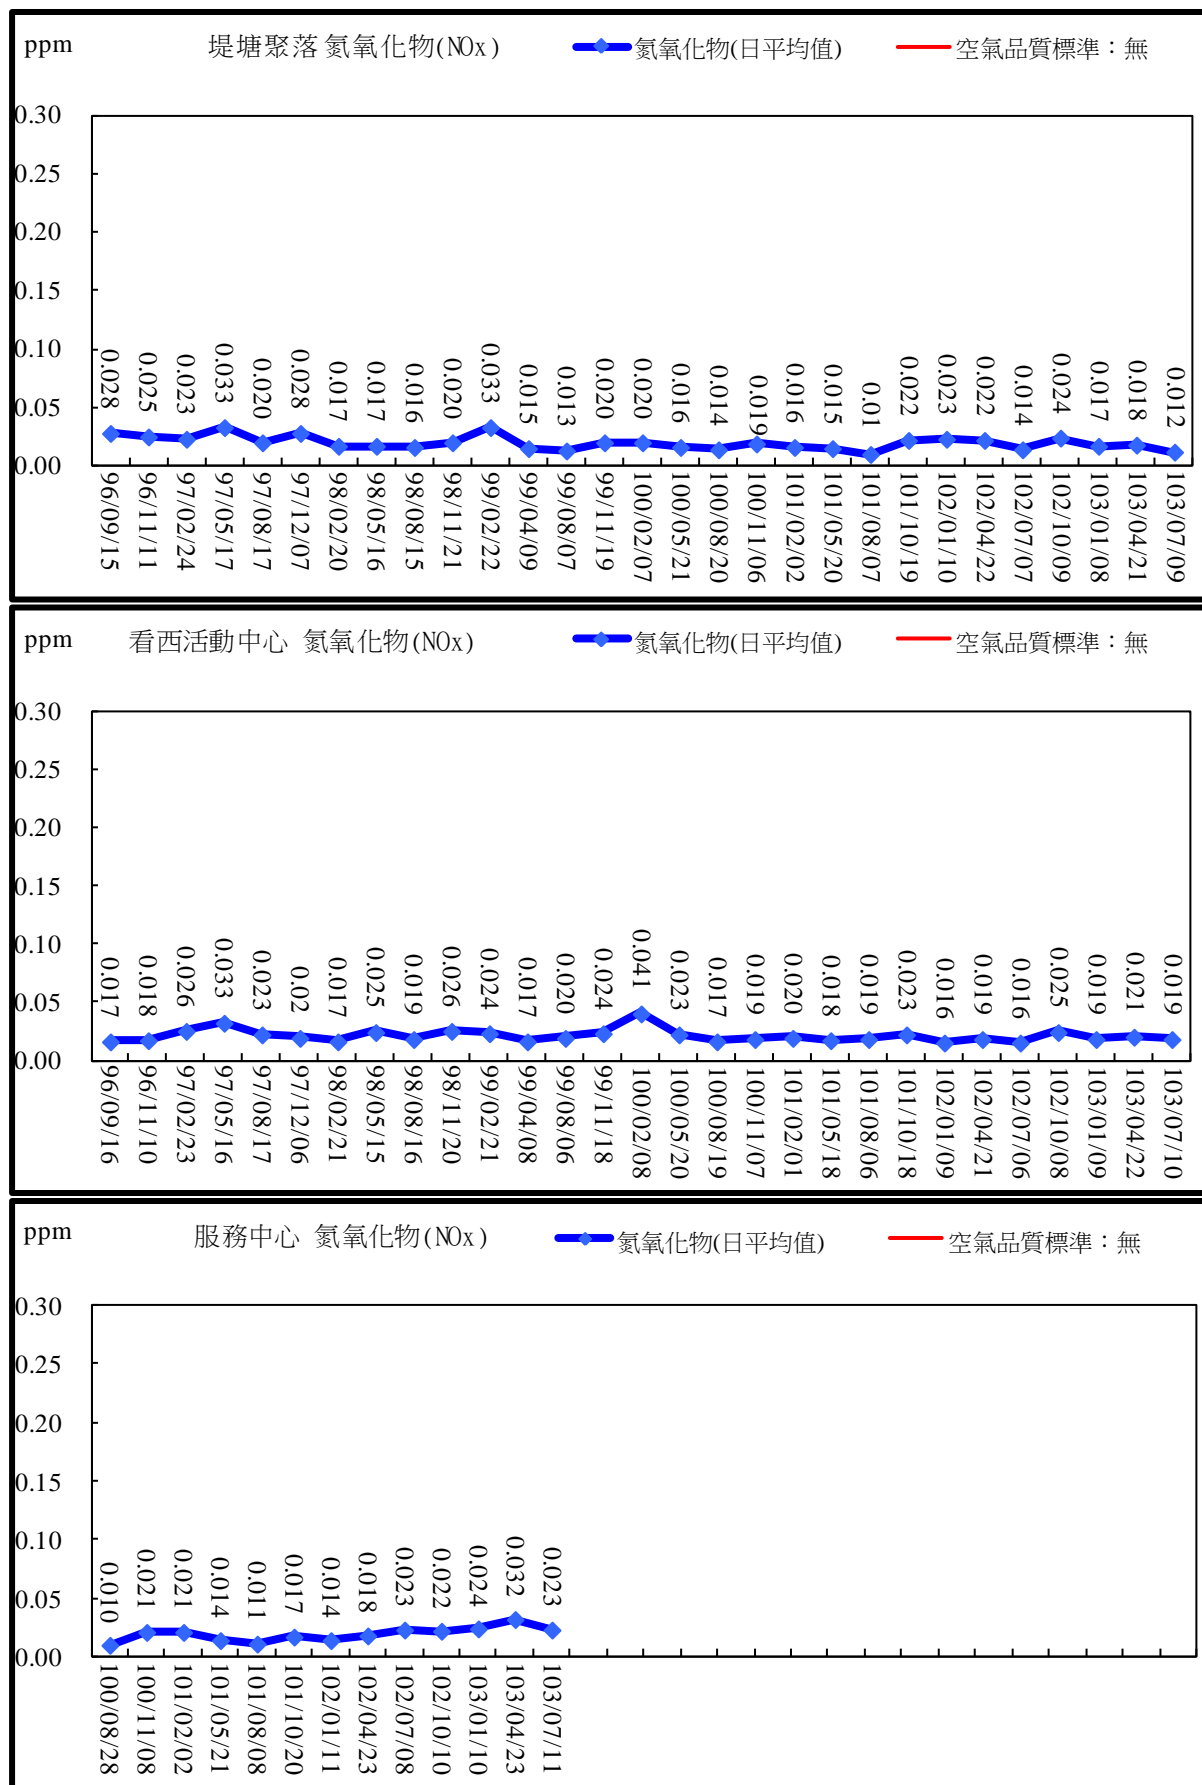 ppm 堤塘聚落 氮氧化物(NOx) 氮氧化物(日平均值) 空氣品質標準：無
0.30
0.25
0.20
0.15
0.10
0.05
0.00
0.028 0.025 0.023 0.033 0.020 0.028 0.017 0.017 0.016 0.020 0.033 0.015 0.013 0.020 0.020 0.016 0.014 0.019 0.016 0.015 0.01 0.022 0.023 0.022 0.014 0.024 0.017 0.018 0.012
96/09/15 96/11/11 97/02/24 97/05/17 97/08/17 97/12/07 98/02/20 98/05/16 98/08/15 98/11/21 99/02/22 99/04/09 99/08/07 99/11/19 100/02/07 100/05/21 100/08/20 100/11/06 101/02/02 101/05/20 101/08/07 101/10/19 102/01/10 102/04/22 102/07/07 102/10/09 103/01/08 103/04/21 103/07/09
ppm 看西活動中心 氮氧化物(NOx) 氮氧化物(日平均值) 空氣品質標準：無
0.30
0.25
0.20
0.15
0.10
0.05
0.00
0.017 0.018 0.026 0.033 0.023 0.02 0.017 0.025 0.019 0.026 0.024 0.017 0.020 0.024 0.041 0.023 0.017 0.019 0.020 0.018 0.019 0.023 0.016 0.019 0.016 0.025 0.019 0.021 0.019
96/09/16 96/11/10 97/02/23 97/05/16 97/08/17 97/12/06 98/02/21 98/05/15 98/08/16 98/11/20 99/02/21 99/04/08 99/08/06 99/11/18 100/02/08 100/05/20 100/08/19 100/11/07 101/02/01 101/05/18 101/08/06 101/10/18 102/01/09 102/04/21 102/07/06 102/10/08 103/01/09 103/04/22 103/07/10
ppm 服務中心 氮氧化物(NOx) 氮氧化物(日平均值) 空氣品質標準：無
0.30
0.25
0.20
0.15
0.10
0.05
0.00
0.010 0.021 0.021 0.014 0.011 0.017 0.014 0.018 0.023 0.022 0.024 0.032 0.023
100/08/28 100/11/08 101/02/02 101/05/21 101/08/08 101/10/20 102/01/11 102/04/23 102/07/08 102/10/10 103/01/10 103/04/23 103/07/11